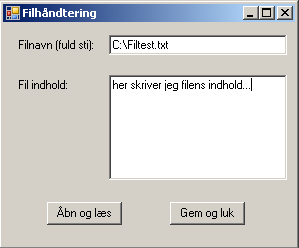 Filhåndtering
Filnavn (fuld sti): C:\Filtest.txt
Fil indhold: her skriver jeg filens indhold...
Åbn og læs Gem og luk